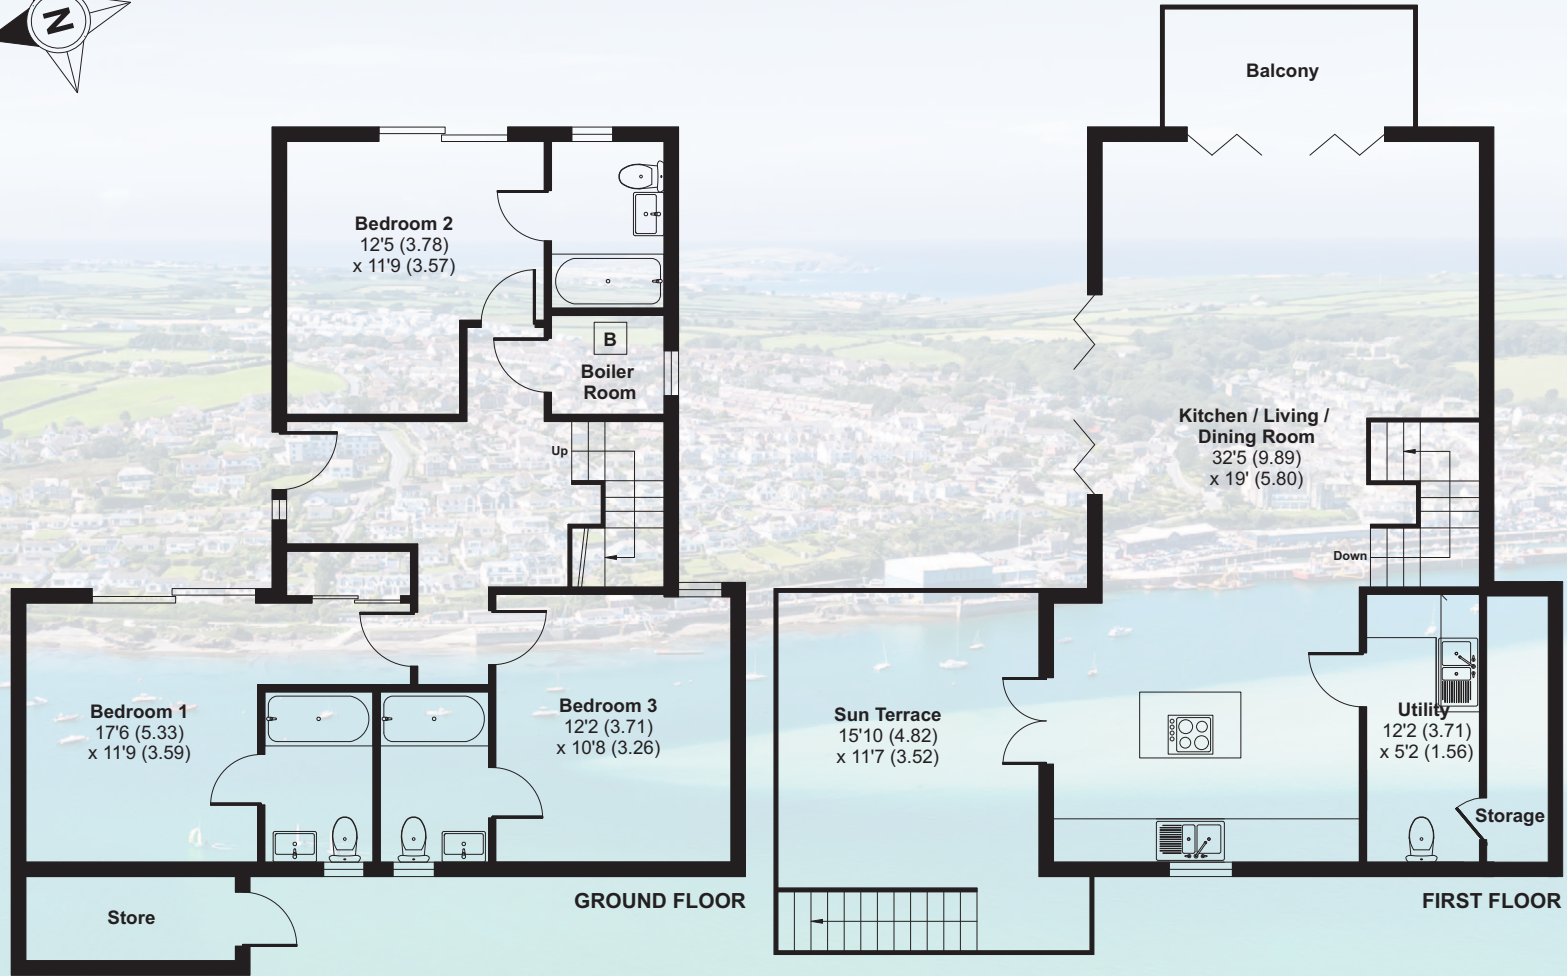 N
Bedroom 2
12'5 (3.78)
x 11'9 (3.57)
B
Boiler
Room
Up
Bedroom 1
17'6 (5.33)
x 11'9 (3.59)
Bedroom 3
12'2 (3.71)
x 10'8 (3.26)
Store
GROUND FLOOR
Balcony
Kitchen / Living /
Dining Room
32'5 (9.89)
x 19' (5.80)
Down
Sun Terrace
15'10 (4.82)
x 11'7 (3.52)
Utility
12'2 (3.71)
x 5'2 (1.56)
Storage
FIRST FLOOR